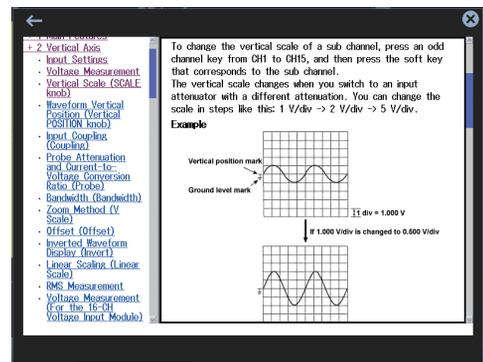 + 1 Main Features
+ 2 Vertical Axis
· Input Settings
· Voltage Measurement
· Vertical Scale (SCALE
knob)
· Waveform Vertical
Position (Vertical
POSITION knob)
· Input Coupling
(Coupling)
· Probe Attenuation
and Current-to-
Voltage Conversion
Ratio (Probe)
· Bandwidth (Bandwidth)
· Zoom Method (V
Scale)
· Offset (Offset)
· Inverted Waveform
Display (Invert)
· Linear Scaling (Linear
Scale)
· RMS Measurement
· Voltage Measurement
(For the 16-CH
Voltage Input Module)
To change the vertical scale of a sub channel, press an odd
channel key from CH1 to CH15, and then press the soft key
that corresponds to the sub channel.
The vertical scale changes when you switch to an input
attenuator with a different attenuation. You can change the
scale in steps like this: 1 V/div -> 2 V/div -> 5 V/div.
Example
Vertical position mark
Ground level mark
1 div = 1.000 V
If 1.000 V/div is changed to 0.500 V/div